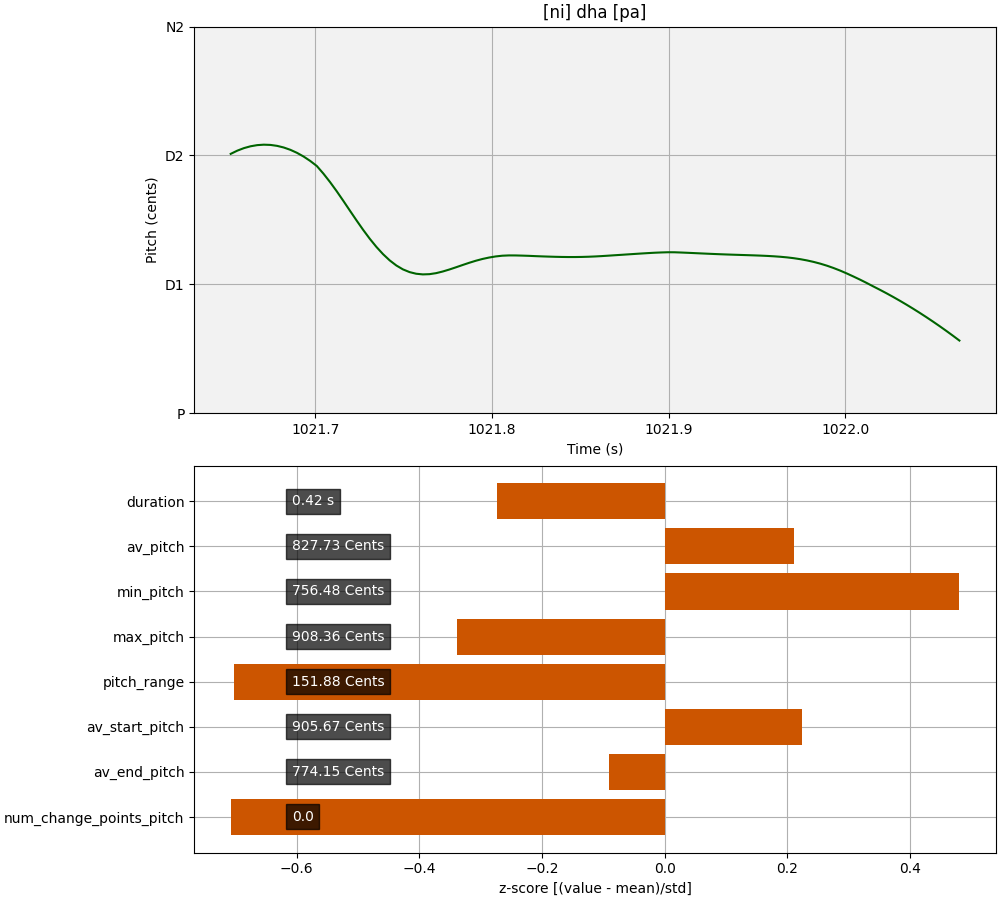 [ni] dha [pa]
N2
D2
D1
P
Pitch (cents)
1021.7 1021.8 1021.9 1022.0
Time (s)
duration 0.42 s
av_pitch 827.73 Cents
min_pitch 756.48 Cents
max_pitch 908.36 Cents
pitch_range 151.88 Cents
av_start_pitch 905.67 Cents
av_end_pitch 774.15 Cents
num_change_points_pitch 0.0
−0.6 −0.4 −0.2 0.0 0.2 0.4
z-score [(value - mean)/std]